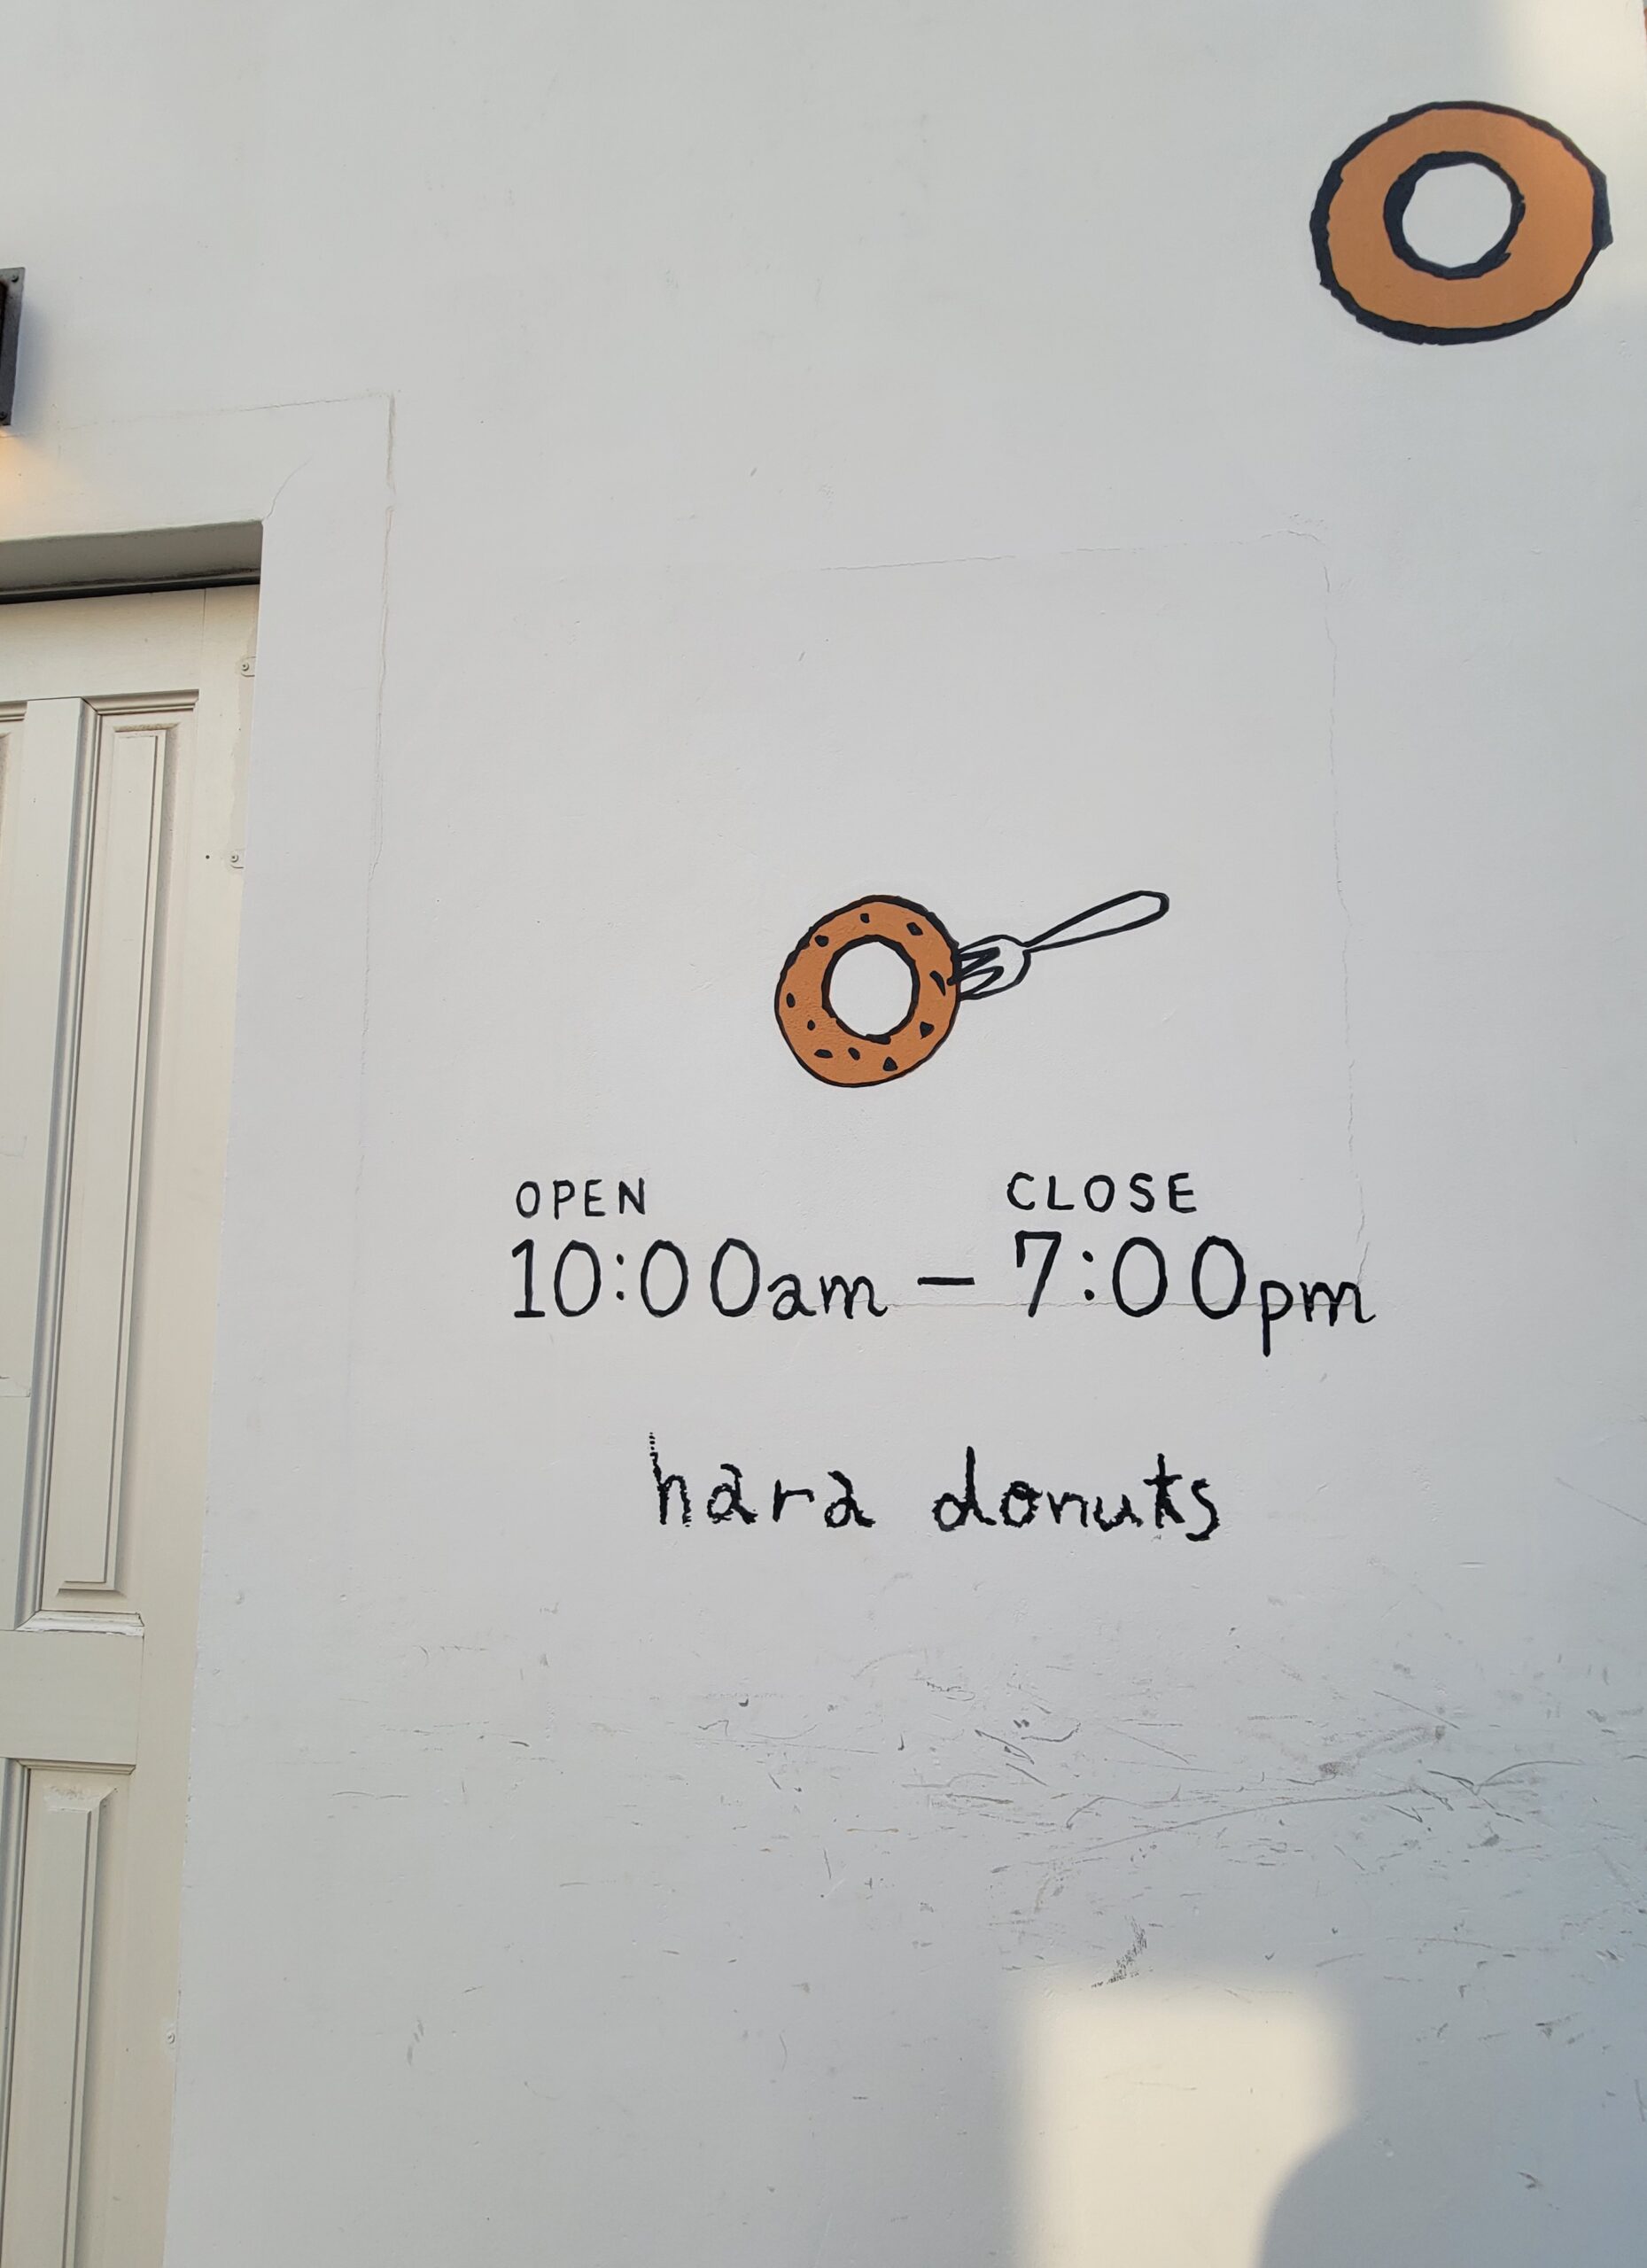 OPEN CLOSE
10:00am — 7:00pm
hara donuts